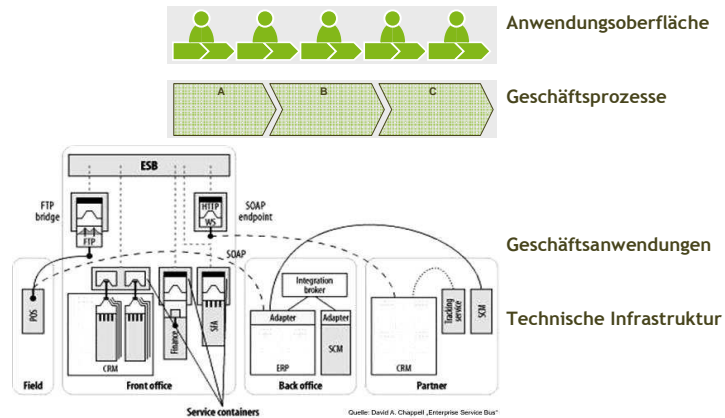 Anwendungsoberfläche
A
B
C
Geschäftsprozesse
ESB
FTP
bridge
FTP
HTTP
WS
SOAP
endpoint
SOAP
Geschäftsanwendungen
POS
CRM
Finance
SFA
Integration
broker
Adapter
Adapter
ERP
SCM
Tracking
service
SCM
CRM
Technische Infrastruktur
Field
Front office
Back office
Partner
Service containers
Quelle: David A. Chappell „Enterprise Service Bus"